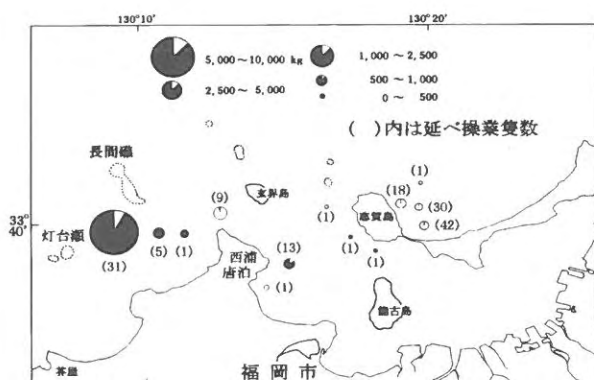 130°10′
130°20′
5,000～10,000 kg
1,000～2,500
2,500～ 5,000
500～1,000
0～ 500
( )内は延べ操業隻数
長間礁
(1)
玄界島
(9)
(18)
志賀島
(1)
(30)
33°
40′
(42)
灯台瀬
西浦
唐泊
(13)
(1)
(31)
(5)
(1)
(1)
(1)
能古島
福岡市